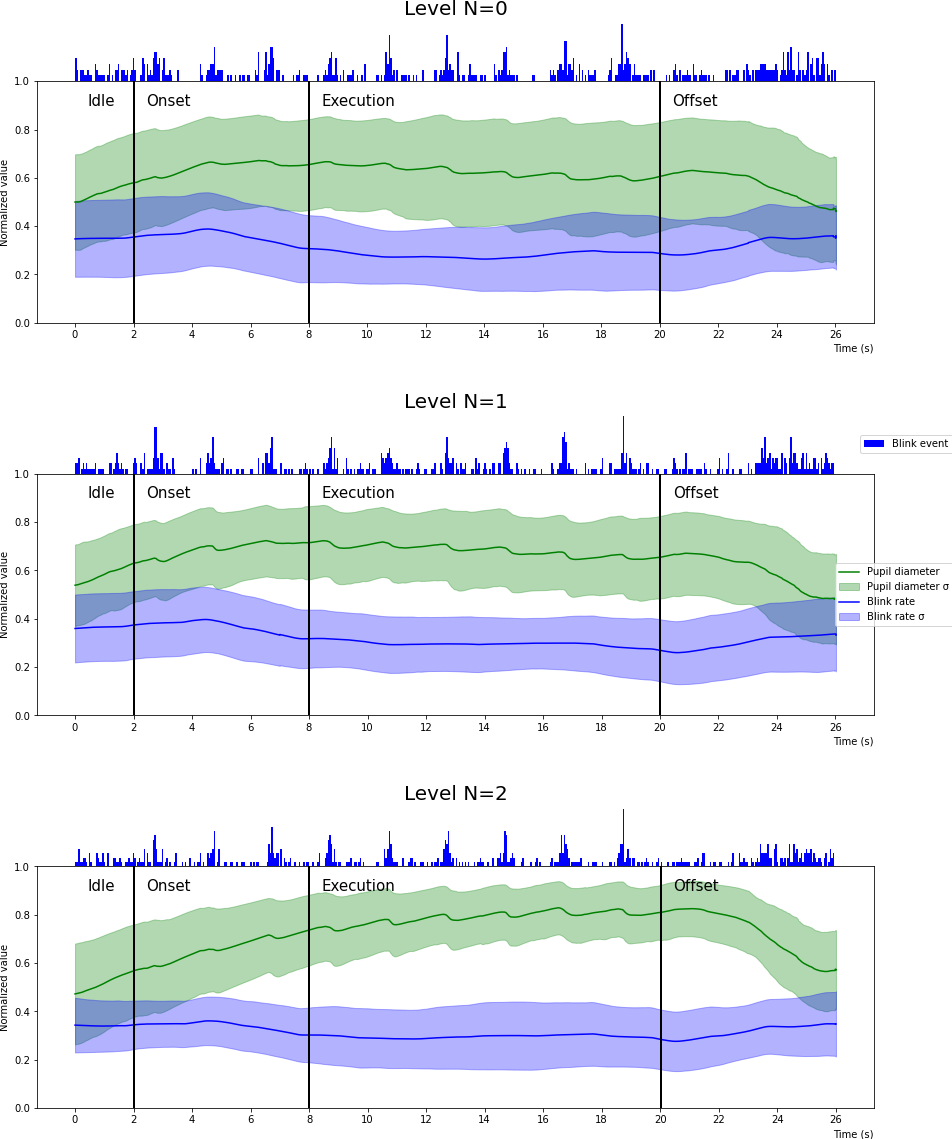 Level N=0
1.0
Idle Onset Execution Offset
0.8
0.6
0.4
0.2
0.0
Normalized value
0 2 4 6 8 10 12 14 16 18 20 22 24 26
Time (s)
Level N=1
Blink event
1.0
Idle Onset Execution Offset
0.8
0.6
0.4
0.2
0.0
Normalized value
Pupil diameter
Pupil diameter σ
Blink rate
Blink rate σ
0 2 4 6 8 10 12 14 16 18 20 22 24 26
Time (s)
Level N=2
1.0
Idle Onset Execution Offset
0.8
0.6
0.4
0.2
0.0
Normalized value
0 2 4 6 8 10 12 14 16 18 20 22 24 26
Time (s)